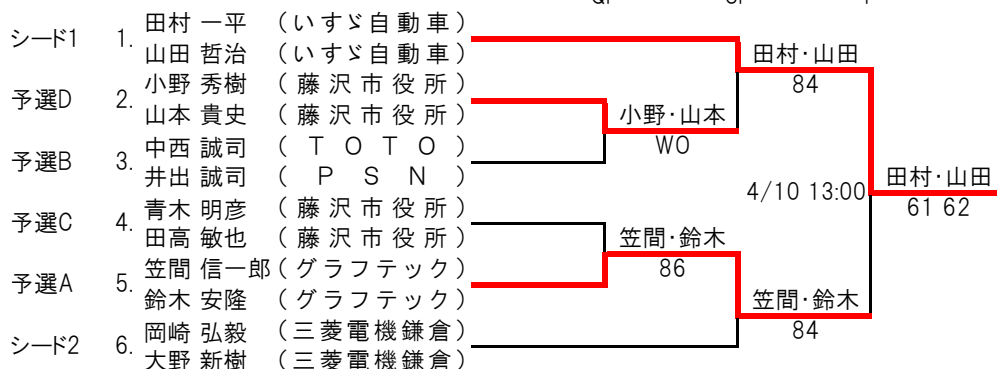 シード1 1. 田村 一平 (いすゞ自動車)
山田 哲治 (いすゞ自動車)
予選D 2. 小野 秀樹 (藤沢市役所)
山本 貴史 (藤沢市役所)
予選B 3. 中西 誠司 (TOTO)
井出 誠司 (PSN)
予選C 4. 青木 明彦 (藤沢市役所)
田高 敏也 (藤沢市役所)
予選A 5. 笠間 信一郎 (グラフテック)
鈴木 安隆 (グラフテック)
シード2 6. 岡崎 弘毅 (三菱電機鎌倉)
大野 新樹 (三菱電機鎌倉)
小野・山本
WO
笠間・鈴木
86
田村・山田
84
笠間・鈴木
84
4/10 13:00
田村・山田
61 62